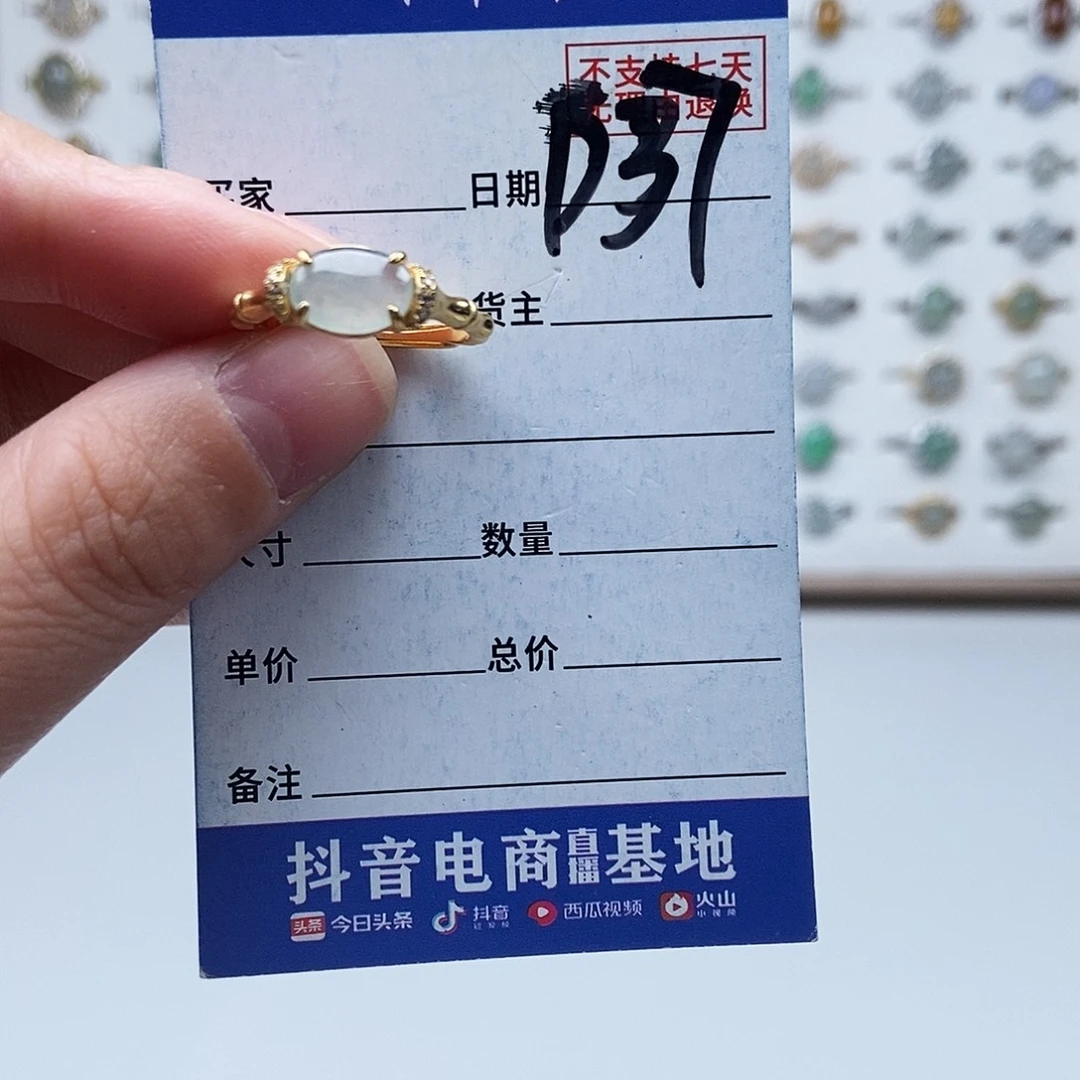 不支持七天
无理由退换
D37
买家 日期
货主
尺寸 数量
单价 总价
备注
抖音电商直播基地
头条 今日头条 抖音 西瓜视频 火山